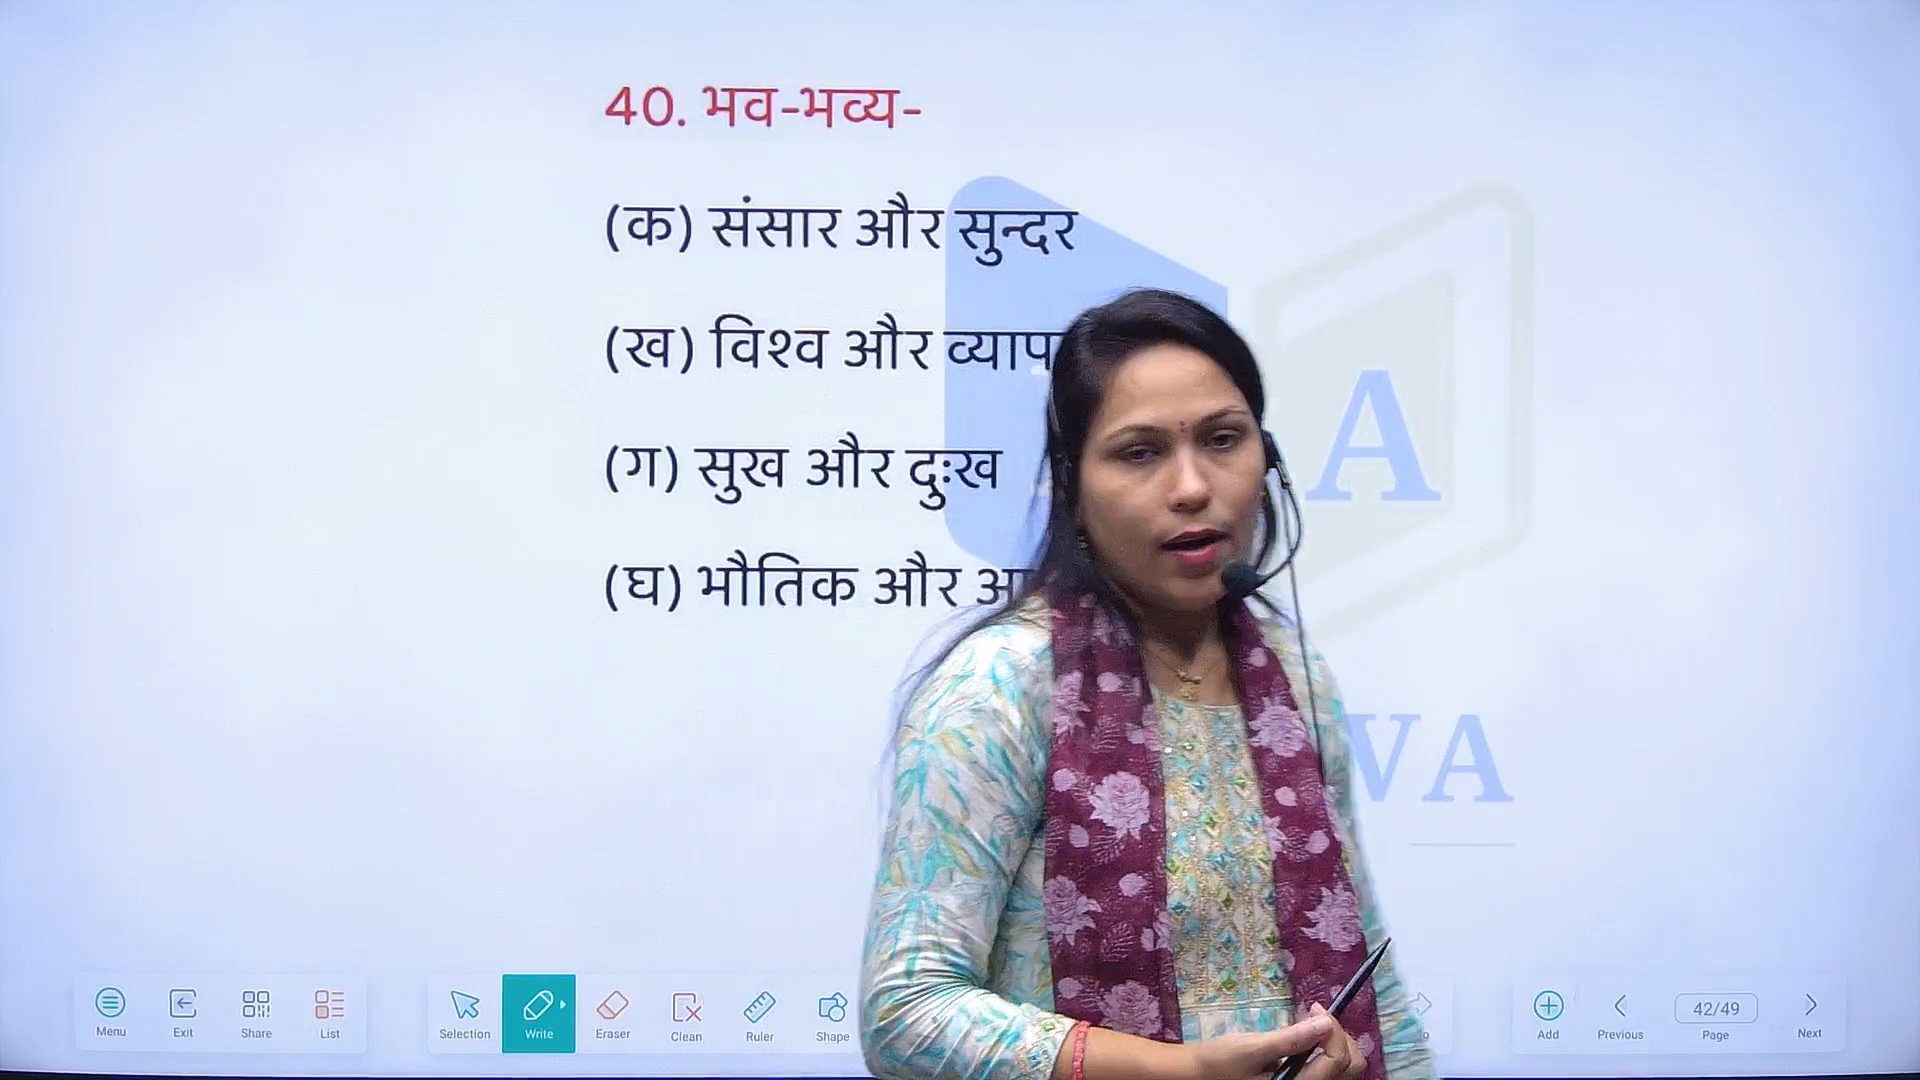 40. भव-भव्य-
(क) संसार और सुन्दर
(ख) विश्व और
(ग) सुख और दुःख
(घ) भौतिक और
A
VA
Menu Exit Share List Selection Write Eraser Clean Ruler Shape Add Previous 42/49 Page Next